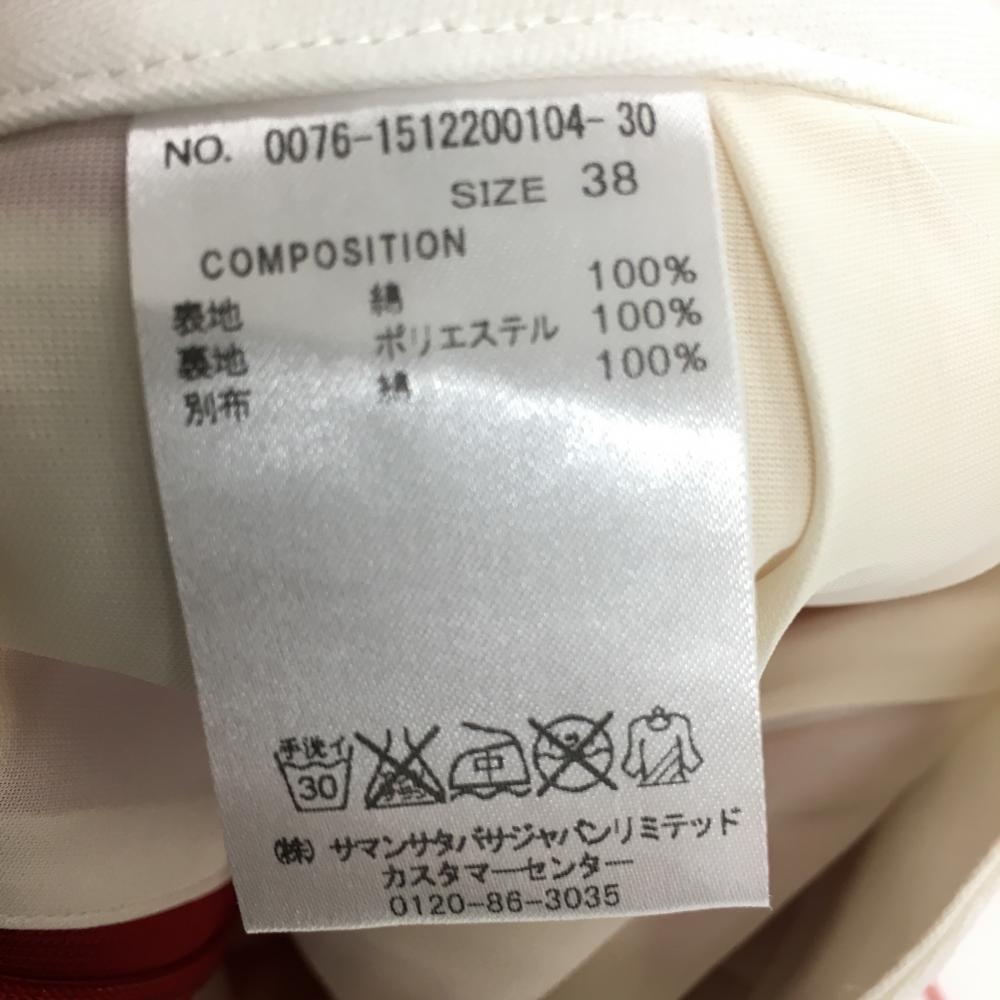 NO. 0076-1512200104-30
SIZE 38
COMPOSITION
表地 綿 100%
裏地 ポリエステル 100%
別布 綿 100%
手洗イ
30
中
(株) サマンサタバサジャパンリミテッド
カスタマーセンター
0120-86-3035